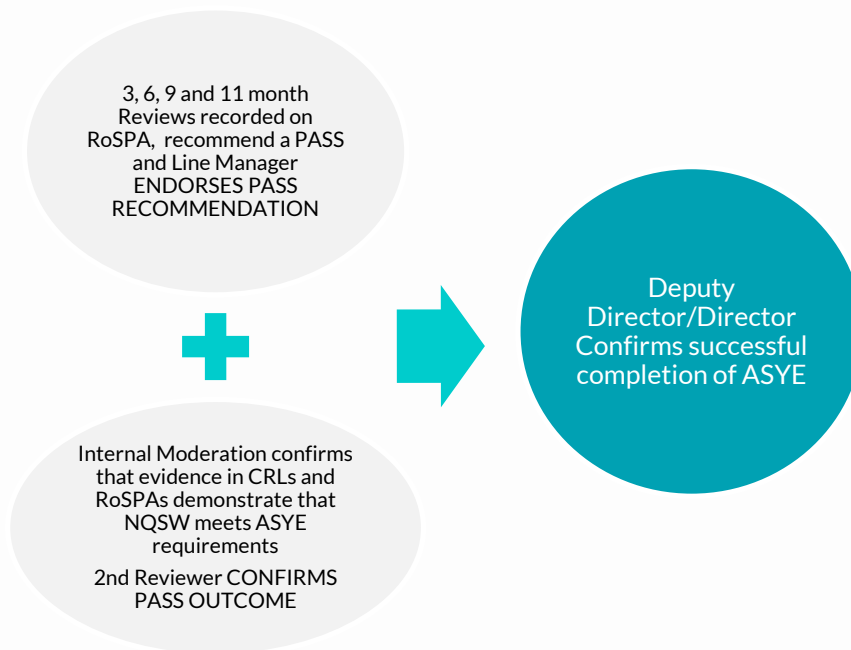 3, 6, 9 and 11 month
Reviews recorded on
RoSPA, recommend a PASS
and Line Manager
ENDORSES PASS
RECOMMENDATION
Internal Moderation confirms
that evidence in CRLs and
RoSPAs demonstrate that
NQSW meets ASYE
requirements
2nd Reviewer CONFIRMS
PASS OUTCOME
Deputy
Director/Director
Confirms successful
completion of ASYE